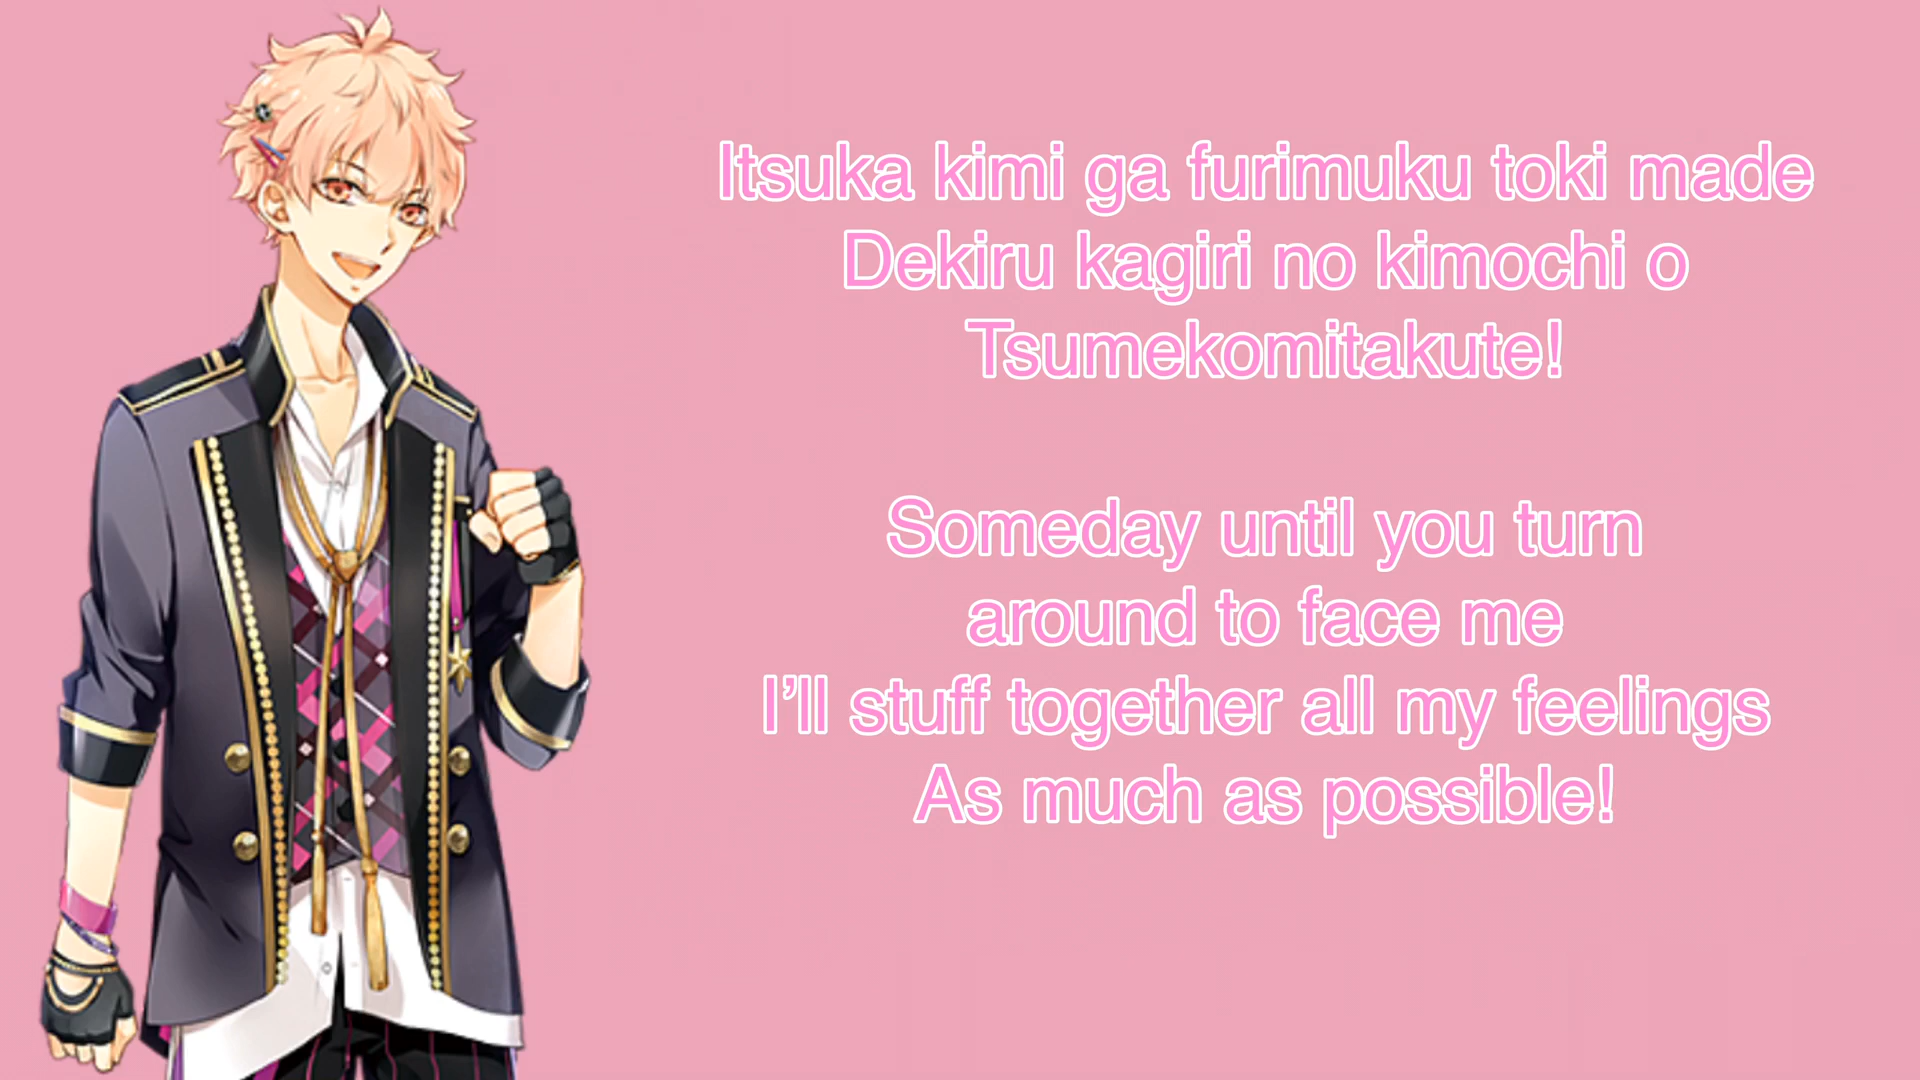 Itsuka kimi ga furimuku toki made
Dekiru kagiri no kimochi o
Tsumekomitakute!
Someday until you turn
around to face me
I'll stuff together all my feelings
As much as possible!